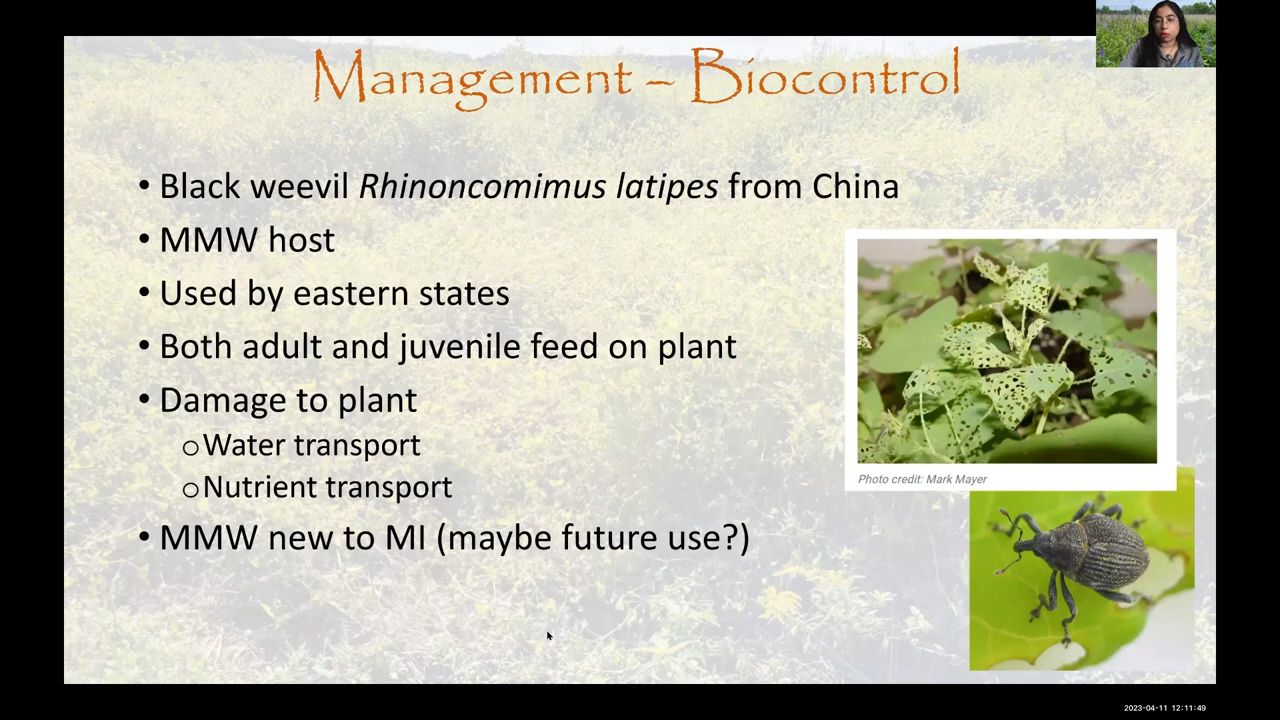 Management – Biocontrol
• Black weevil Rhinoncomimus latipes from China
• MMW host
• Used by eastern states
• Both adult and juvenile feed on plant
• Damage to plant
o Water transport
o Nutrient transport
• MMW new to MI (maybe future use?)
Photo credit: Mark Mayer
2023-04-11 12:11:49